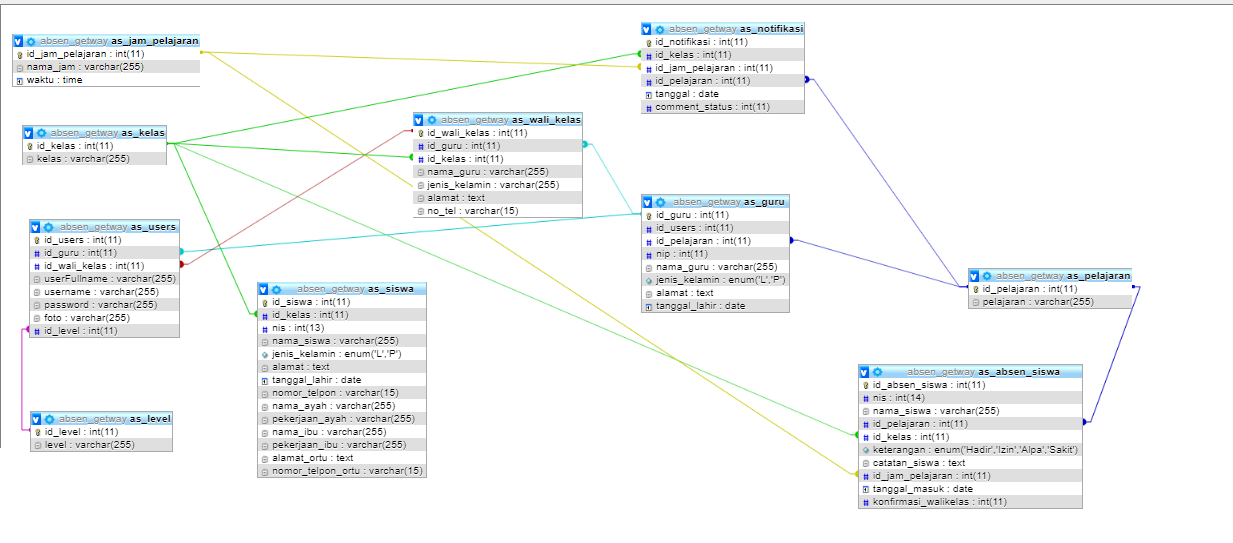 absen_getway as_jam_pelajaran
id_jam_pelajaran : int(11)
nama_jam : varchar(255)
waktu : time
absen_getway as_notifikasi
id_notifikasi : int(11)
id_kelas : int(11)
id_jam_pelajaran : int(11)
id_pelajaran : int(11)
tanggal : date
comment_status : int(11)
absen_getway as_kelas
id_kelas : int(11)
kelas : varchar(255)
absen_getway as_wali_kelas
id_wali_kelas : int(11)
id_guru : int(11)
id_kelas : int(11)
nama_guru : varchar(255)
jenis_kelamin : varchar(255)
alamat : text
no_tel : varchar(15)
absen_getway as_users
id_users : int(11)
id_guru : int(11)
id_wali_kelas : int(11)
userFullname : varchar(255)
username : varchar(255)
password : varchar(255)
foto : varchar(255)
id_level : int(11)
absen_getway as_guru
id_guru : int(11)
id_users : int(11)
id_pelajaran : int(11)
nip : int(11)
nama_guru : varchar(255)
jenis_kelamin : enum('L','P')
alamat : text
tanggal_lahir : date
absen_getway as_pelajaran
id_pelajaran : int(11)
pelajaran : varchar(255)
absen_getway as_siswa
id_siswa : int(11)
id_kelas : int(11)
nis : int(13)
nama_siswa : varchar(255)
jenis_kelamin : enum('L','P')
alamat : text
tanggal_lahir : date
nomor_telpon : varchar(15)
nama_ayah : varchar(255)
pekerjaan_ayah : varchar(255)
nama_ibu : varchar(255)
pekerjaan_ibu : varchar(255)
alamat_ortu : text
nomor_telpon_ortu : varchar(15)
absen_getway as_level
id_level : int(11)
level : varchar(255)
absen_getway as_absen_siswa
id_absen_siswa : int(11)
nis : int(14)
nama_siswa : varchar(255)
id_pelajaran : int(11)
id_kelas : int(11)
keterangan : enum('Hadir','Izin','Alpa','Sakit')
catatan_siswa : text
id_jam_pelajaran : int(11)
tanggal_masuk : date
konfirmasi_walikelas : int(11)